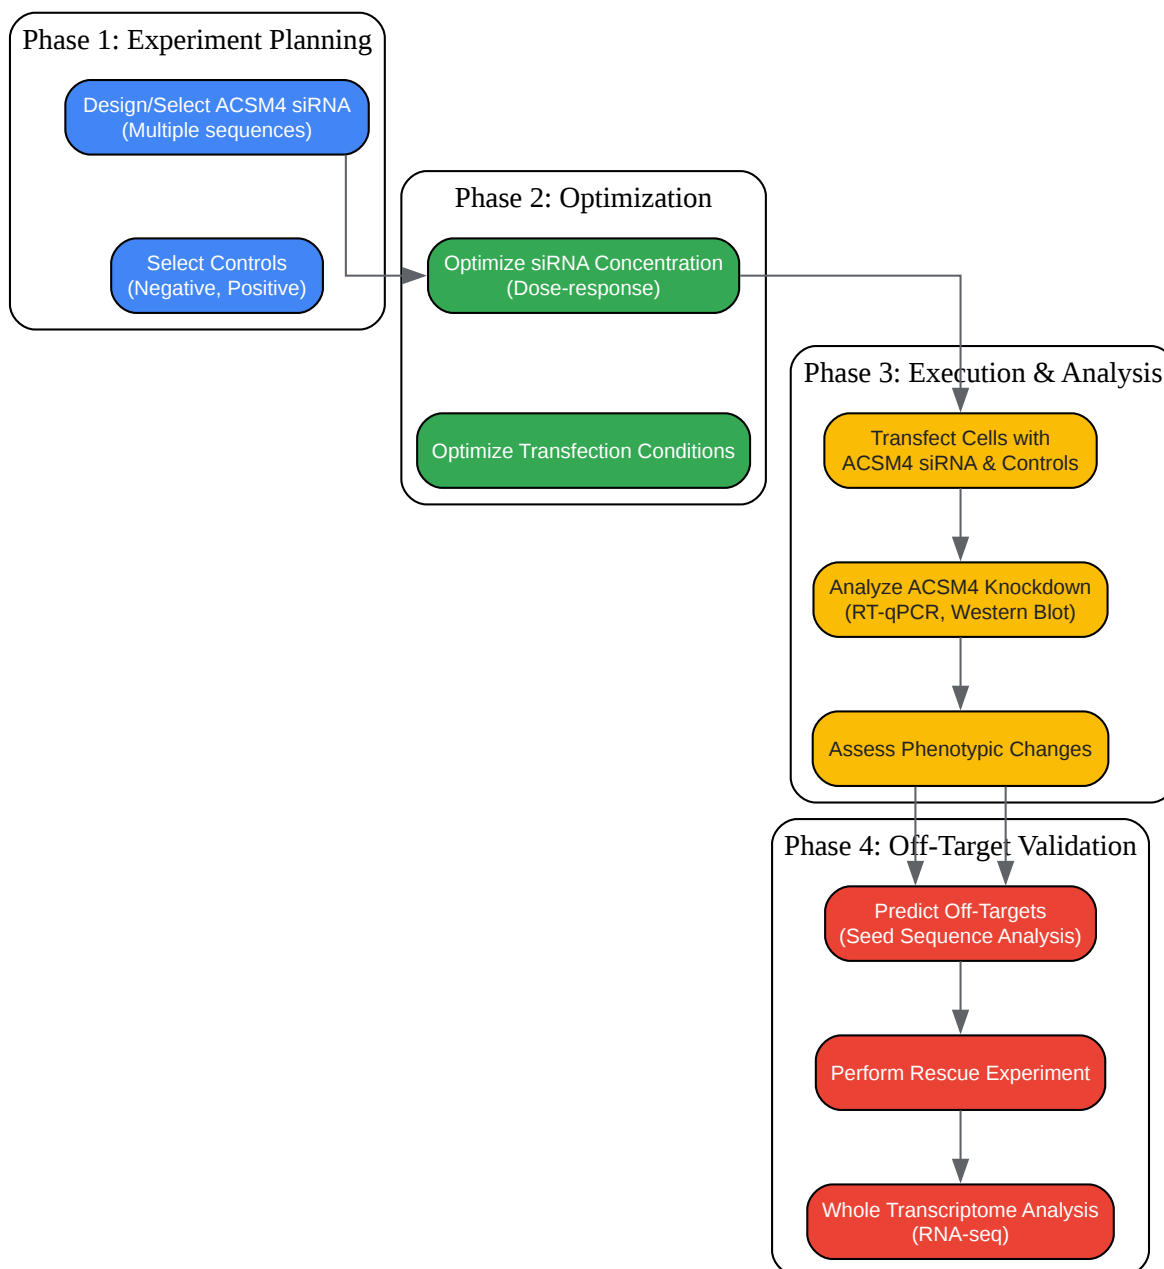 Phase 1: Experiment Planning
Design/Select ACSM4 siRNA
(Multiple sequences)
Select Controls
(Negative, Positive)
Phase 2: Optimization
Optimize siRNA Concentration
(Dose-response)
Optimize Transfection Conditions
Phase 3: Execution & Analysis
Transfect Cells with
ACSM4 siRNA & Controls
Analyze ACSM4 Knockdown
(RT-qPCR, Western Blot)
Assess Phenotypic Changes
Phase 4: Off-Target Validation
Predict Off-Targets
(Seed Sequence Analysis)
Perform Rescue Experiment
Whole Transcriptome Analysis
(RNA-seq)